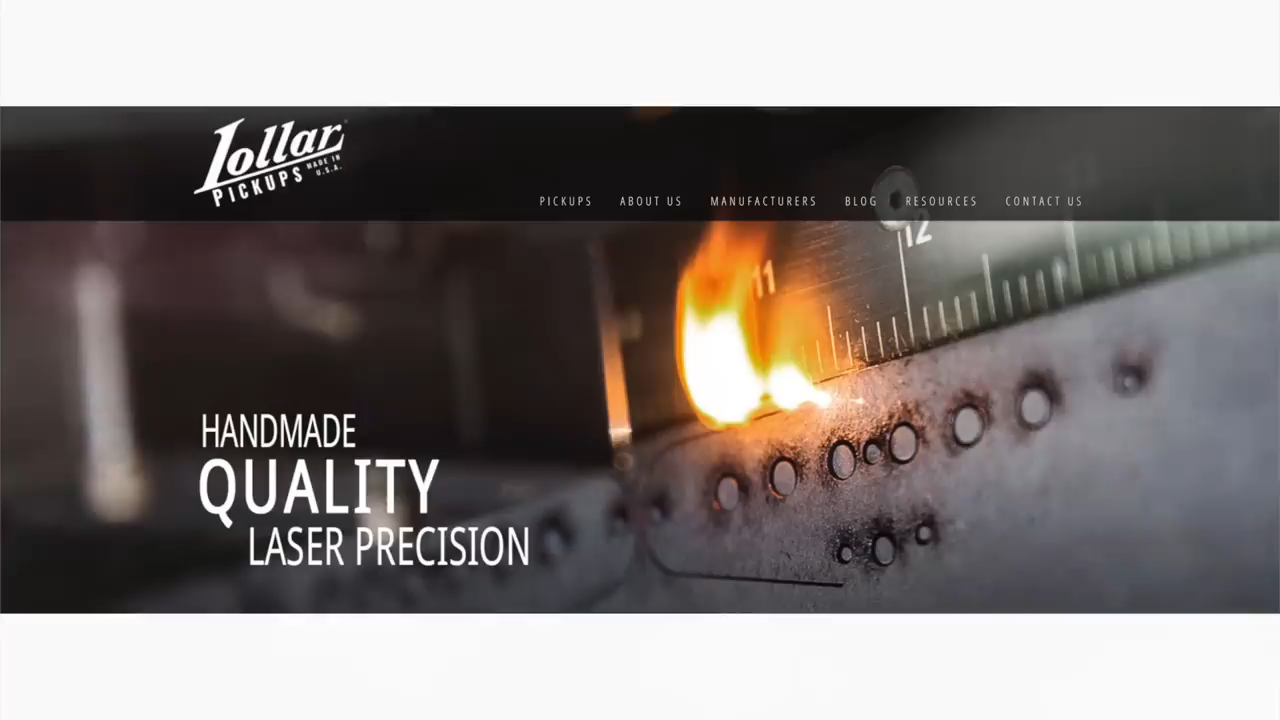 Lollar
PICKUPS
MADE IN
U.S.A.
PICKUPS ABOUT US MANUFACTURERS BLOG RESOURCES CONTACT US
12
11
HANDMADE
QUALITY
LASER PRECISION